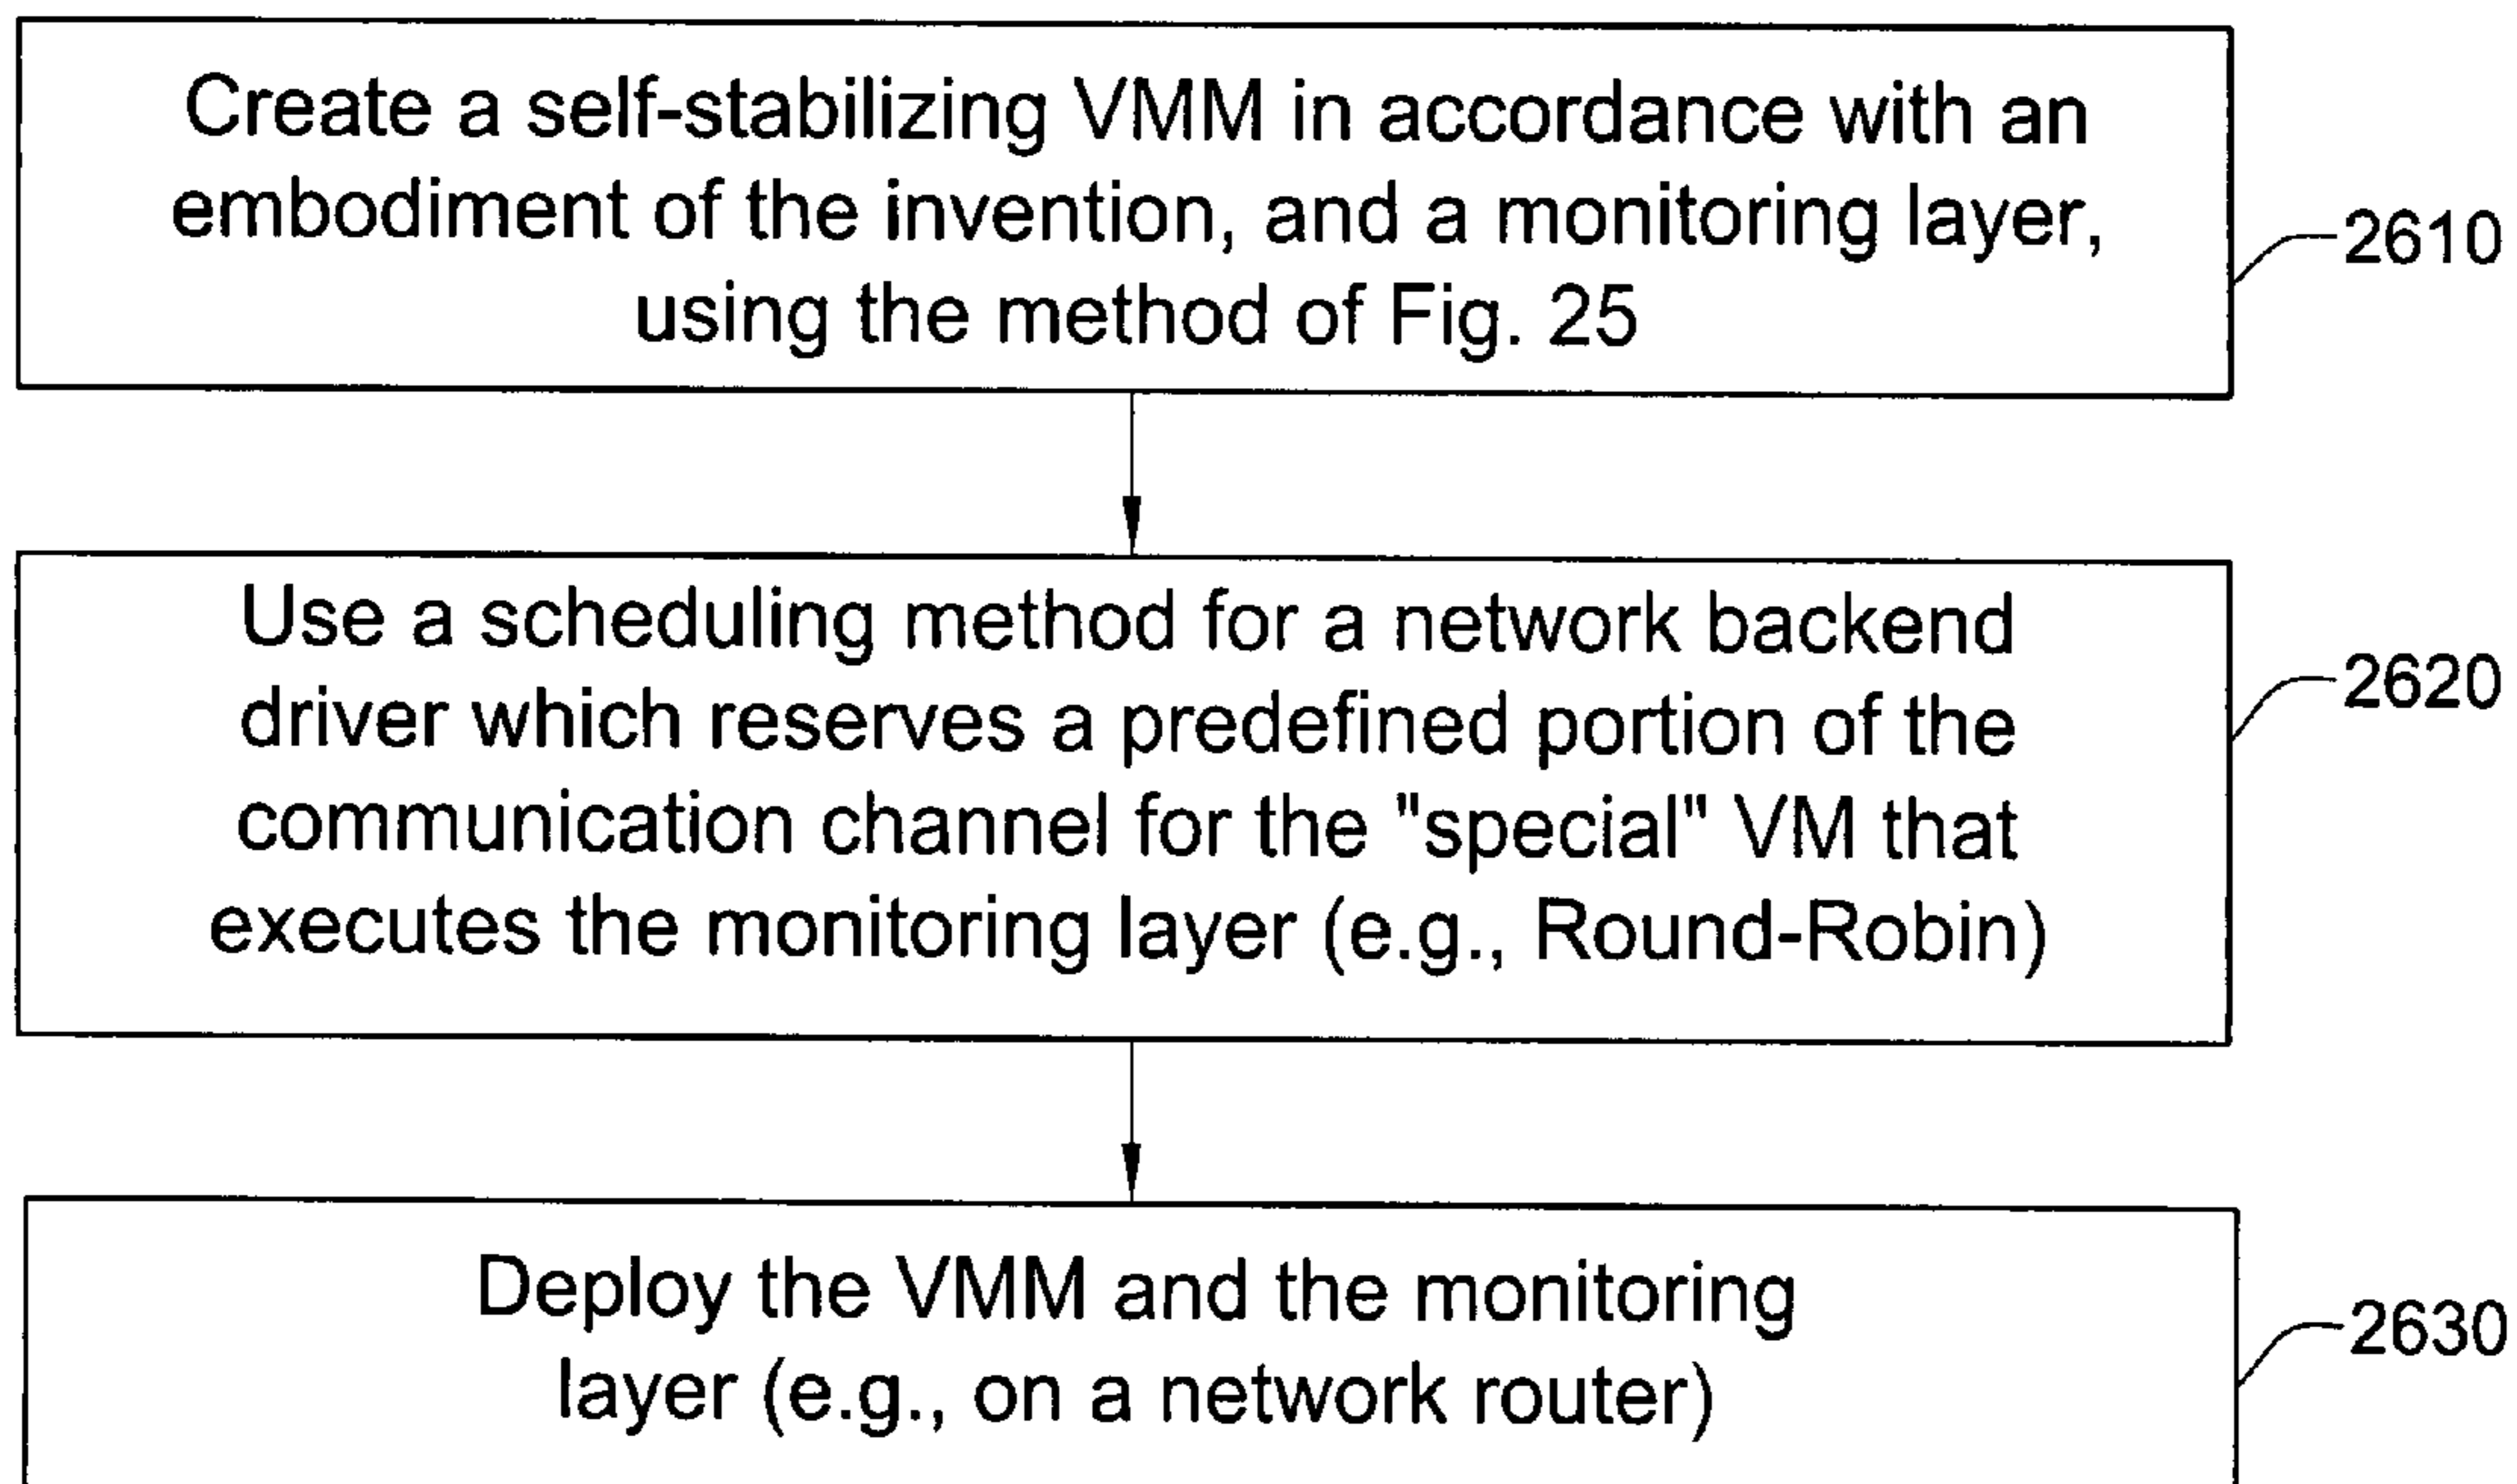 Create a self-stabilizing VMM in accordance with an
embodiment of the invention, and a monitoring layer,
using the method of Fig. 25
2610
Use a scheduling method for a network backend
driver which reserves a predefined portion of the
communication channel for the "special" VM that
executes the monitoring layer (e.g., Round-Robin)
2620
Deploy the VMM and the monitoring
layer (e.g., on a network router)
2630